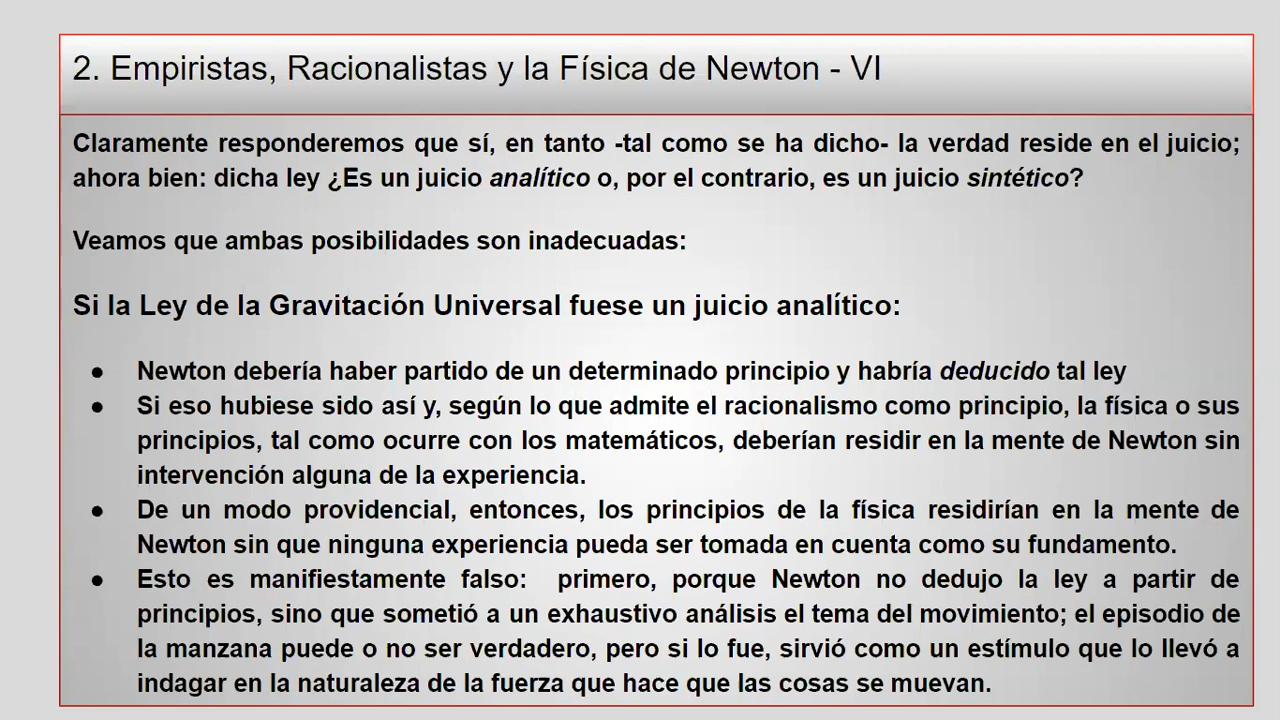 2. Empiristas, Racionalistas y la Física de Newton - VI
Claramente responderemos que sí, en tanto -tal como se ha dicho- la verdad reside en el juicio;
ahora bien: dicha ley ¿Es un juicio analítico o, por el contrario, es un juicio sintético?
Veamos que ambas posibilidades son inadecuadas:
Si la Ley de la Gravitación Universal fuese un juicio analítico:
● Newton debería haber partido de un determinado principio y habría deducido tal ley
● Si eso hubiese sido así y, según lo que admite el racionalismo como principio, la física o sus
principios, tal como ocurre con los matemáticos, deberían residir en la mente de Newton sin
intervención alguna de la experiencia.
● De un modo providencial, entonces, los principios de la física residirían en la mente de
Newton sin que ninguna experiencia pueda ser tomada en cuenta como su fundamento.
● Esto es manifiestamente falso: primero, porque Newton no dedujo la ley a partir de
principios, sino que sometió a un exhaustivo análisis el tema del movimiento; el episodio de
la manzana puede o no ser verdadero, pero si lo fue, sirvió como un estímulo que lo llevó a
indagar en la naturaleza de la fuerza que hace que las cosas se muevan.